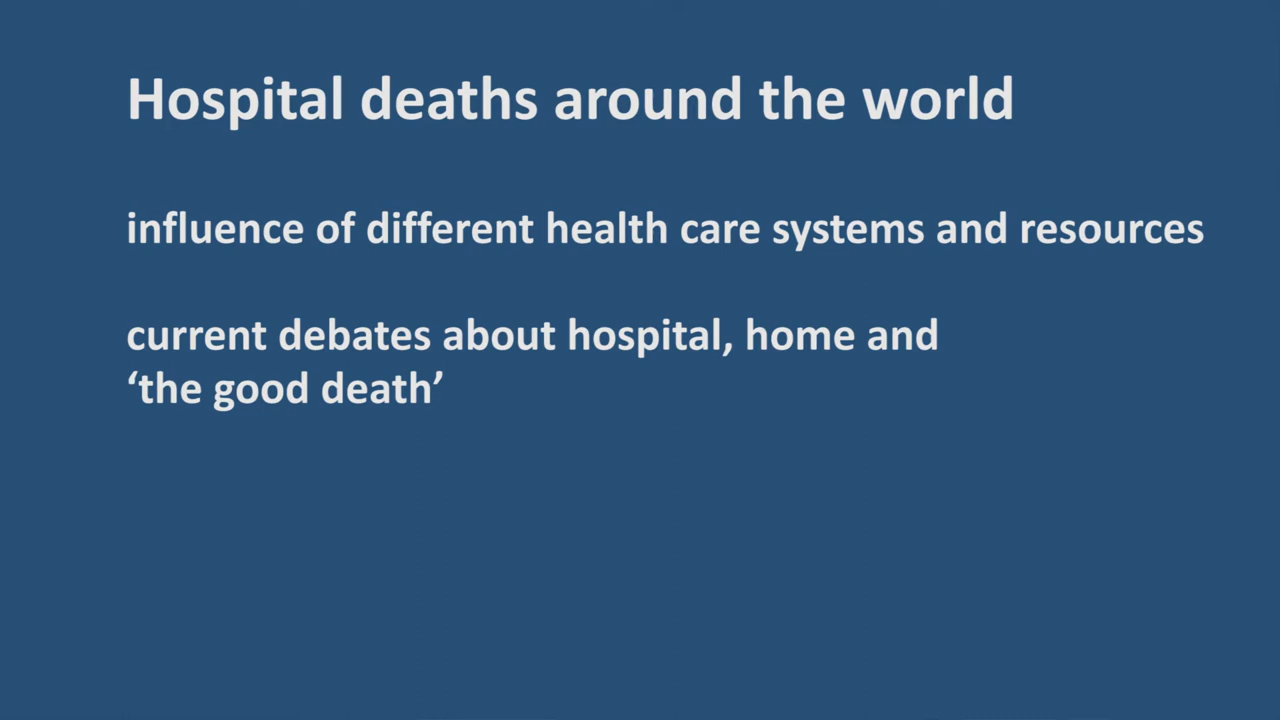 Hospital deaths around the world
influence of different health care systems and resources
current debates about hospital, home and
‘the good death’